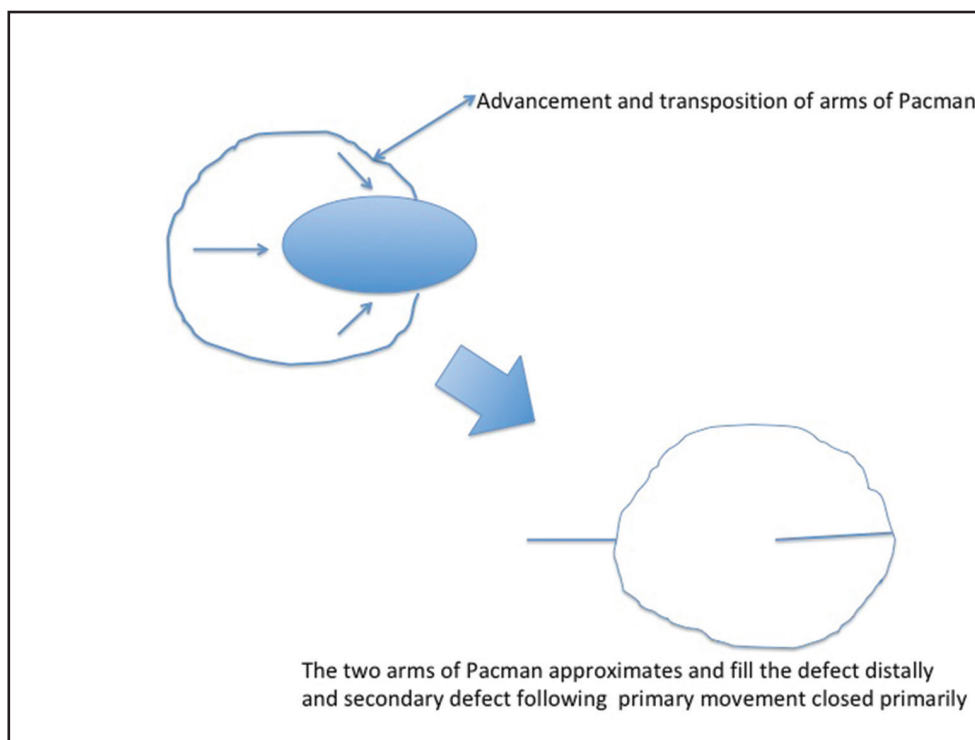 Advancement and transposition of arms of Pacman
The two arms of Pacman approximates and fill the defect distally
and secondary defect following primary movement closed primarily